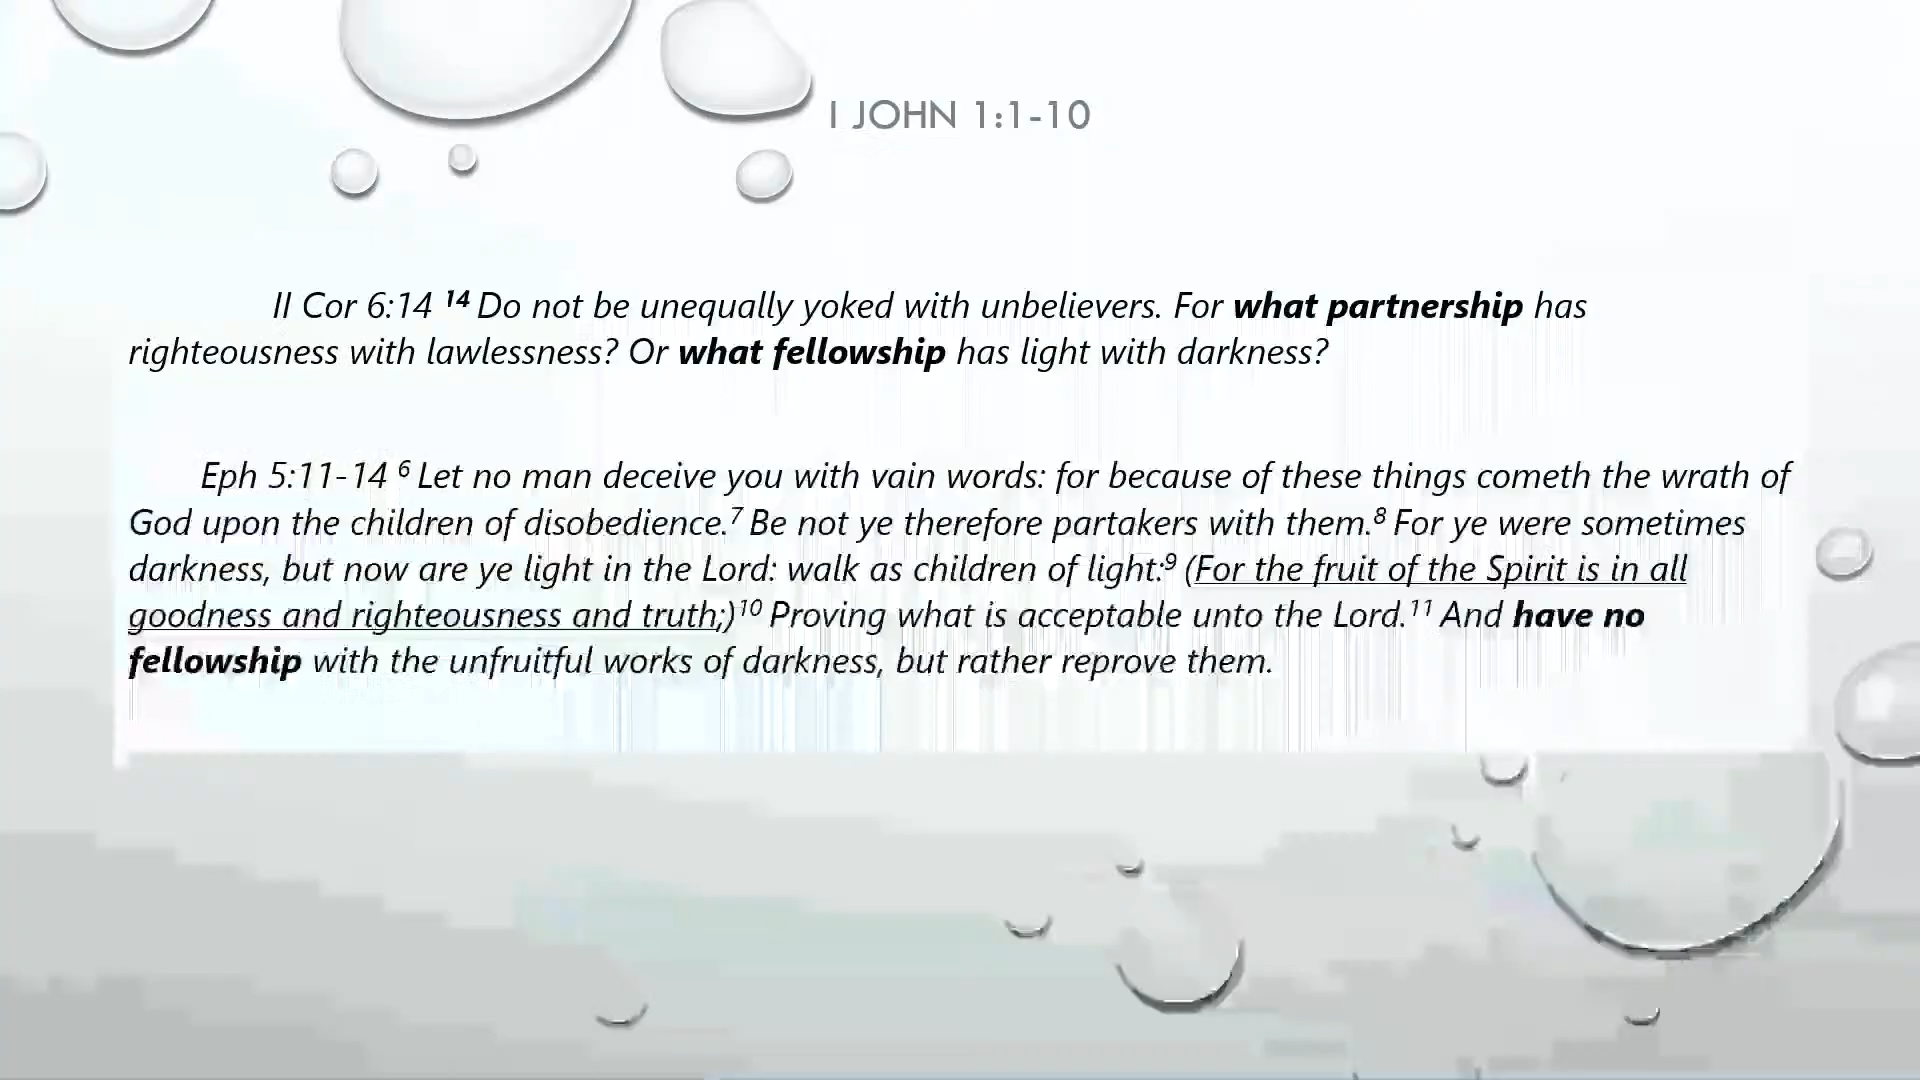 I JOHN 1:1-10
II Cor 6:14 14 Do not be unequally yoked with unbelievers. For what partnership has
righteousness with lawlessness? Or what fellowship has light with darkness?
Eph 5:11-14 6 Let no man deceive you with vain words: for because of these things cometh the wrath of
God upon the children of disobedience.7 Be not ye therefore partakers with them.8 For ye were sometimes
darkness, but now are ye light in the Lord: walk as children of light:9 (For the fruit of the Spirit is in all
goodness and righteousness and truth;)10 Proving what is acceptable unto the Lord.11 And have no
fellowship with the unfruitful works of darkness, but rather reprove them.